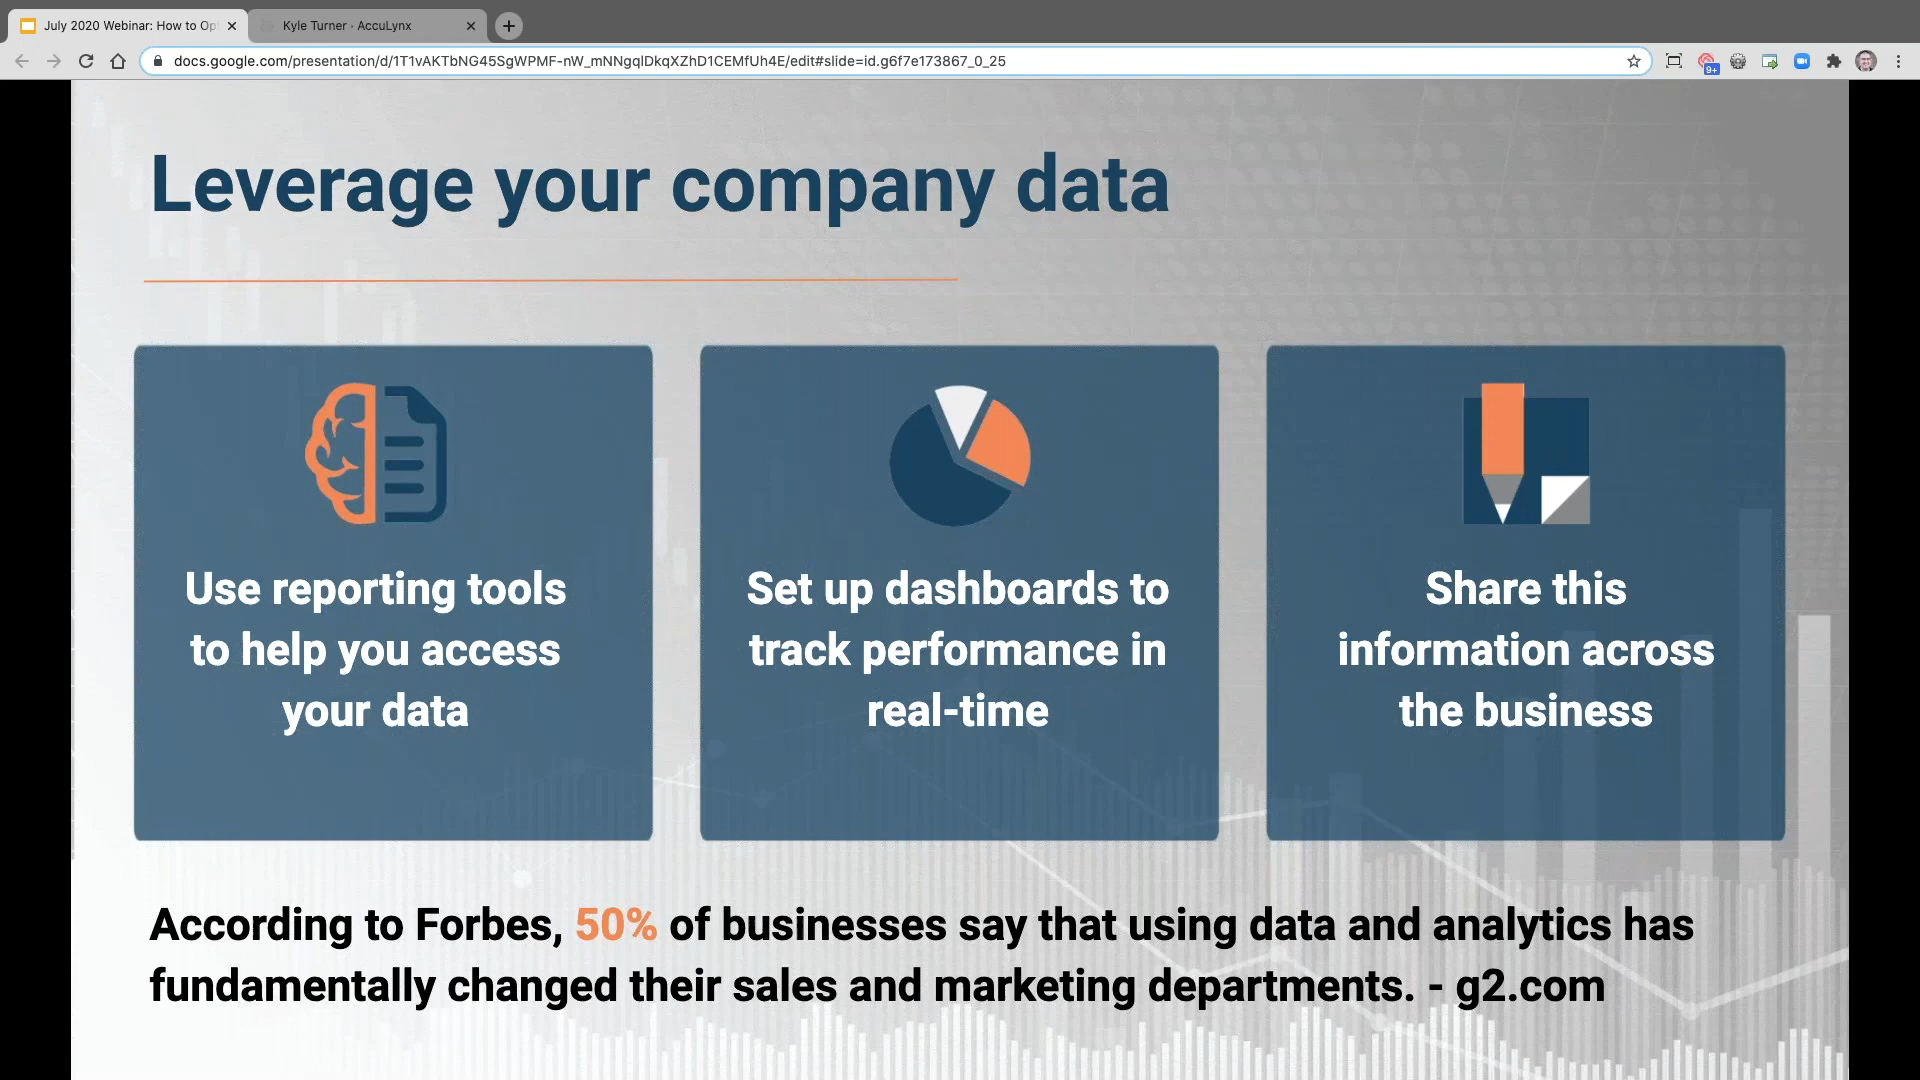 July 2020 Webinar: How to Op
Kyle Turner · AccuLynx
docs.google.com/presentation/d/1T1vAKTbNG45SgWPMF-nW_mNNgqlDkqXZhD1CEMfUh4E/edit#slide=id.g6f7e173867_0_25
9+
Leverage your company data
Use reporting tools
to help you access
your data
Set up dashboards to
track performance in
real-time
Share this
information across
the business
According to Forbes, 50% of businesses say that using data and analytics has
fundamentally changed their sales and marketing departments. - g2.com